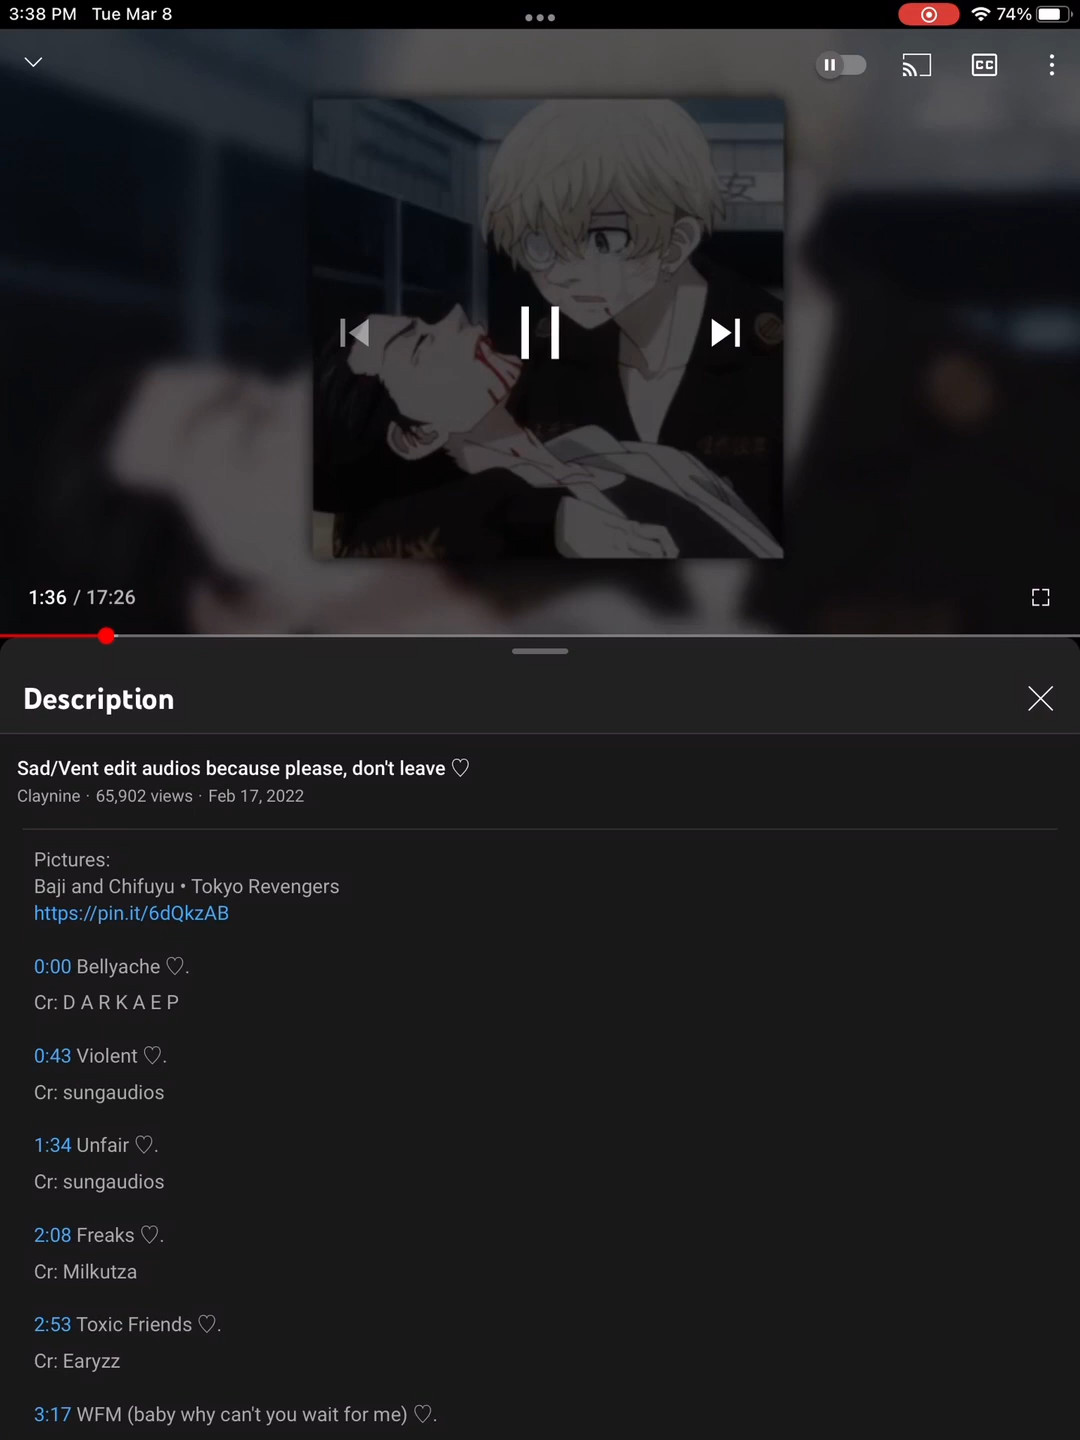 3:38 PM Tue Mar 8
74%
CC
安
1:36 / 17:26
Description
Sad/Vent edit audios because please, don't leave ♡
Claynine · 65,902 views · Feb 17, 2022
Pictures:
Baji and Chifuyu • Tokyo Revengers
https://pin.it/6dQkzAB
0:00 Bellyache ♡.
Cr: D A R K A E P
0:43 Violent ♡.
Cr: sungaudios
1:34 Unfair ♡.
Cr: sungaudios
2:08 Freaks ♡.
Cr: Milkutza
2:53 Toxic Friends ♡.
Cr: Earyzz
3:17 WFM (baby why can't you wait for me) ♡.